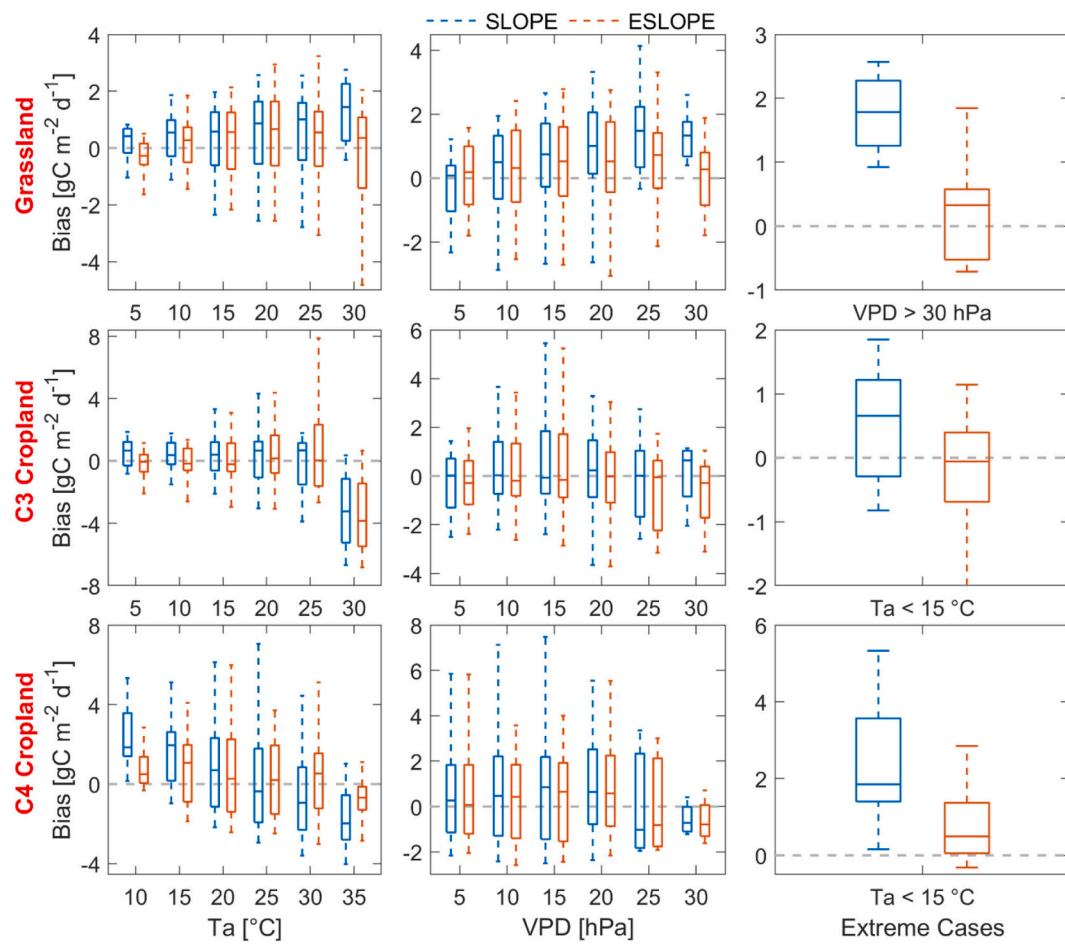 SLOPE ESLOPE
Grassland
Bias [gC m⁻² d⁻¹]
4
2
0
-2
-4
5 10 15 20 25 30
4
2
0
-2
5 10 15 20 25 30
3
2
1
0
-1
VPD > 30 hPa
C3 Cropland
Bias [gC m⁻² d⁻¹]
8
4
0
-4
-8
5 10 15 20 25 30
6
4
2
0
-2
-4
5 10 15 20 25 30
2
1
0
-1
-2
Ta < 15 °C
C4 Cropland
Bias [gC m⁻² d⁻¹]
8
4
0
-4
10 15 20 25 30 35
Ta [°C]
8
6
4
2
0
-2
5 10 15 20 25 30
VPD [hPa]
6
4
2
0
Ta < 15 °C
Extreme Cases